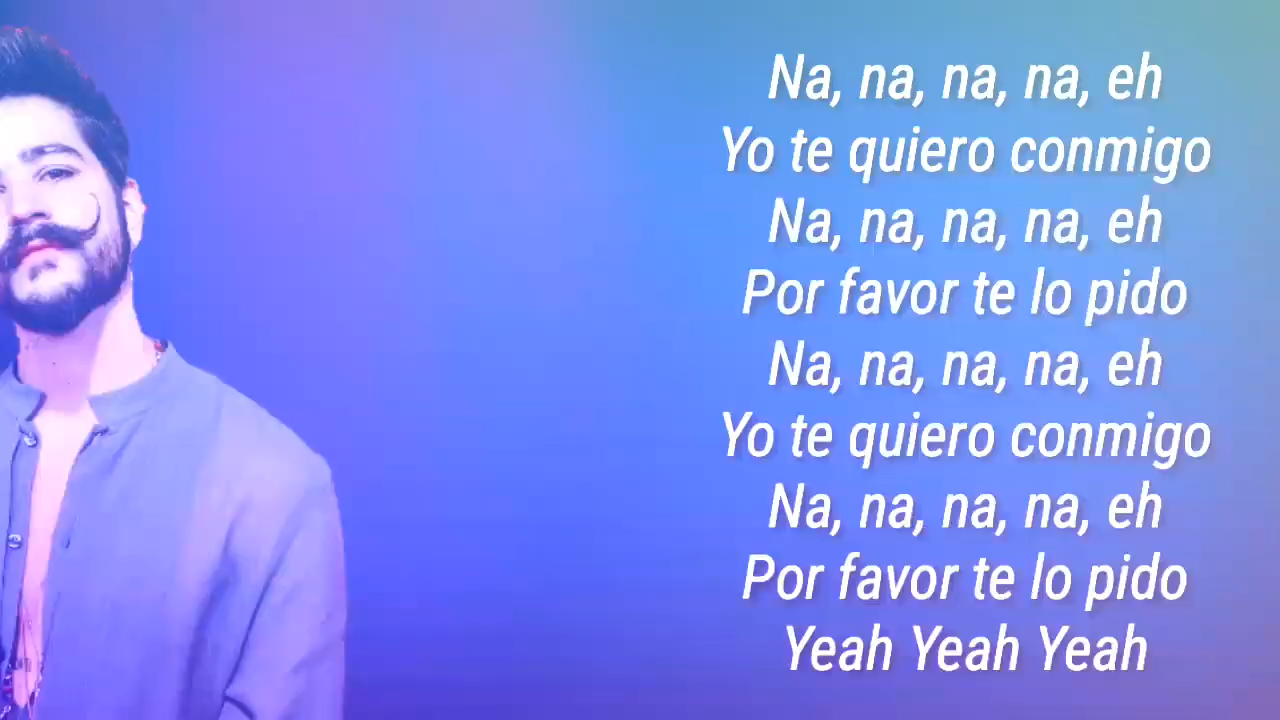 Na, na, na, na, eh
Yo te quiero conmigo
Na, na, na, na, eh
Por favor te lo pido
Na, na, na, na, eh
Yo te quiero conmigo
Na, na, na, na, eh
Por favor te lo pido
Yeah Yeah Yeah